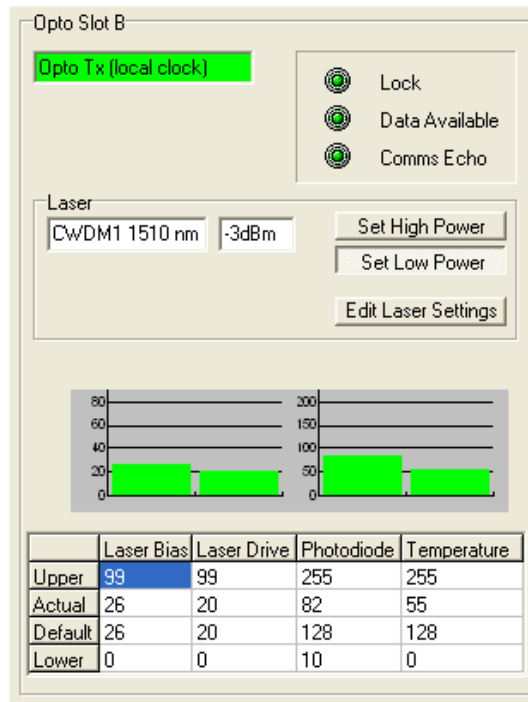 Opto Slot B
Opto Tx (local clock)
Lock
Data Available
Comms Echo
Laser
CWDM1 1510 nm -3dBm Set High Power
Set Low Power
Edit Laser Settings
80 200
60 150
40 100
20 50
0 0
Laser Bias Laser Drive Photodiode Temperature
Upper 99 99 255 255
Actual 26 20 82 55
Default 26 20 128 128
Lower 0 0 10 0